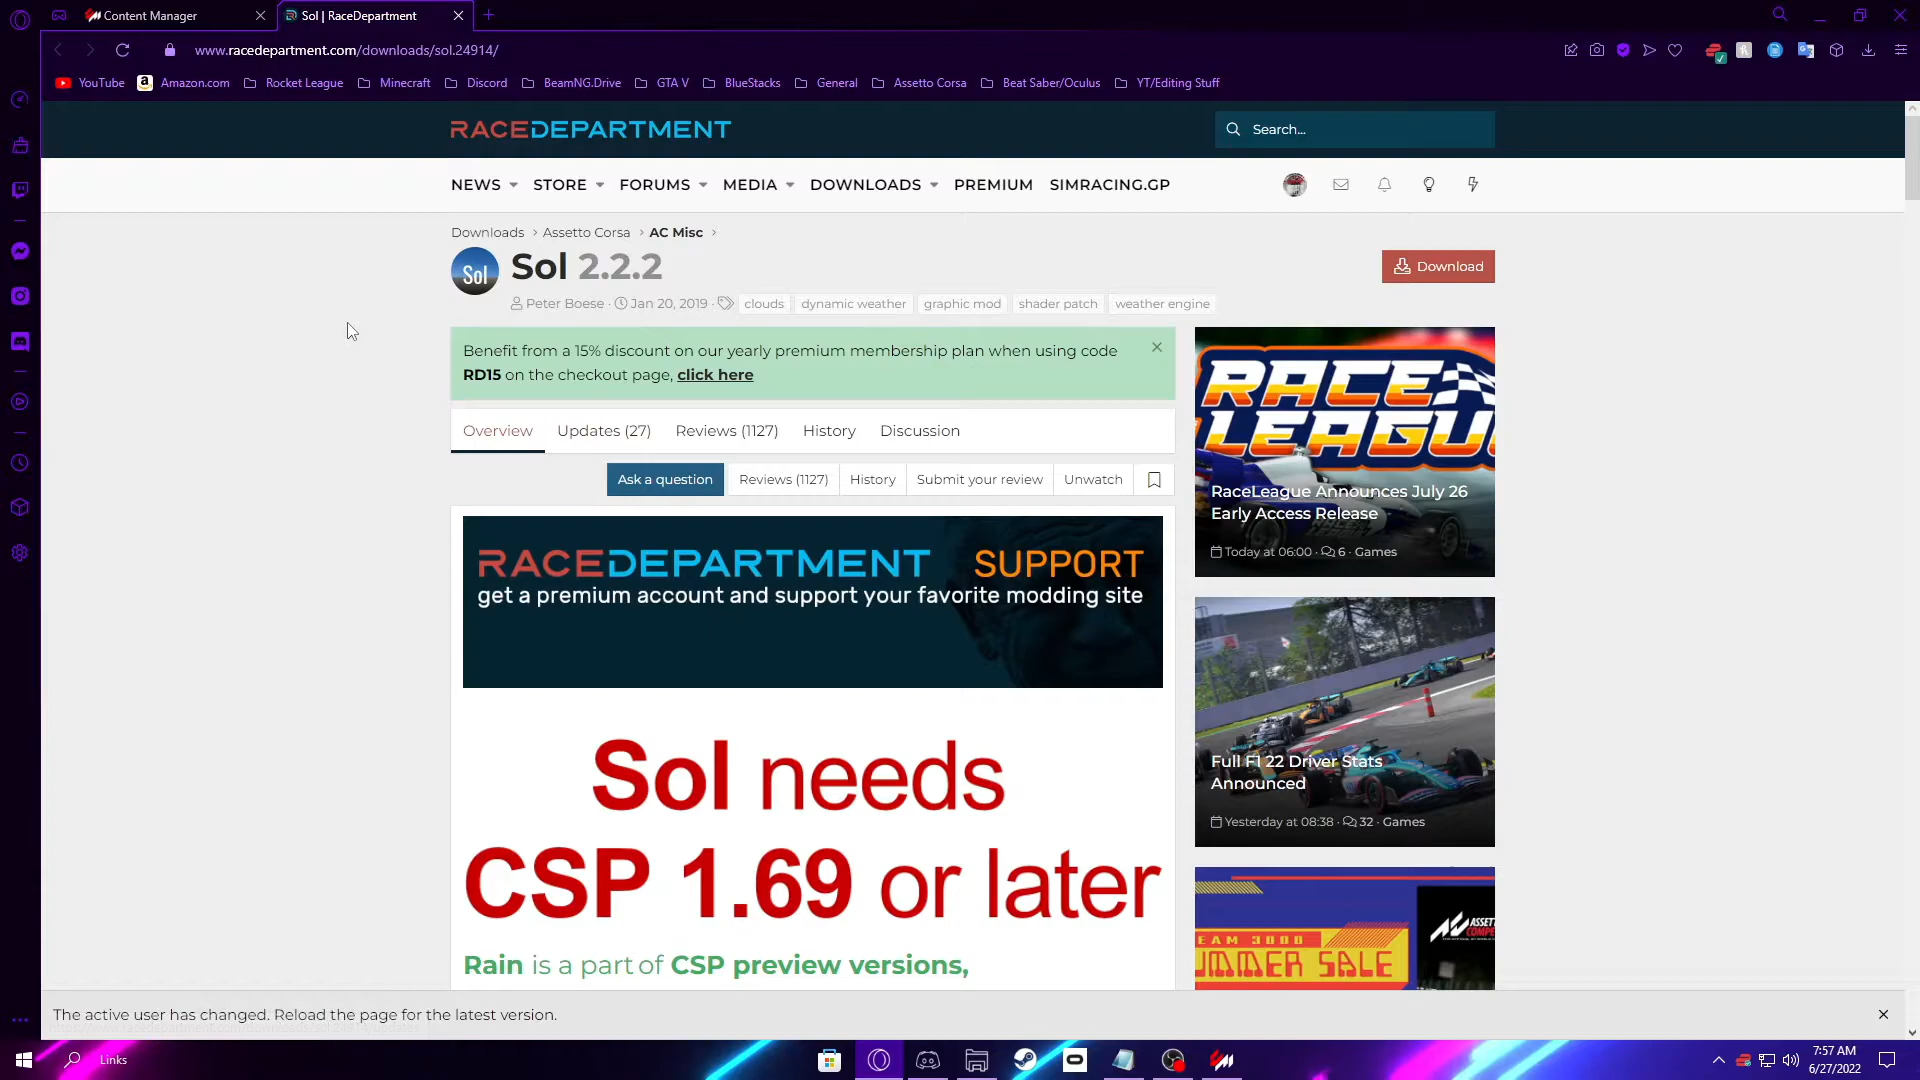 Content Manager
Sol | RaceDepartment
www.racedepartment.com/downloads/sol.24914/
YouTube
Amazon.com
Rocket League
Minecraft
Discord
BeamNG.Drive
GTA V
BlueStacks
General
Assetto Corsa
Beat Saber/Oculus
YT/Editing Stuff
RACEDEPARTMENT
Search...
NEWS
STORE
FORUMS
MEDIA
DOWNLOADS
PREMIUM
SIMRACING.GP
Downloads > Assetto Corsa > AC Misc >
Sol
Sol 2.2.2
Download
Peter Boese · Jan 20, 2019 ·
clouds
dynamic weather
graphic mod
shader patch
weather engine
Benefit from a 15% discount on our yearly premium membership plan when using code
RD15 on the checkout page, click here
Overview
Updates (27)
Reviews (1127)
History
Discussion
Ask a question
Reviews (1127)
History
Submit your review
Unwatch
RACEDEPARTMENT SUPPORT
get a premium account and support your favorite modding site
Sol needs
CSP 1.69 or later
Rain is a part of CSP preview versions,
RACE
LEAGU
RaceLeague Announces July 26
Early Access Release
Today at 06:00 · 6 · Games
Full F1 22 Driver Stats
Announced
Yesterday at 08:38 · 32 · Games
EAM 3000
UMMER SALE
The active user has changed. Reload the page for the latest version.
Links
7:57 AM
6/27/2022